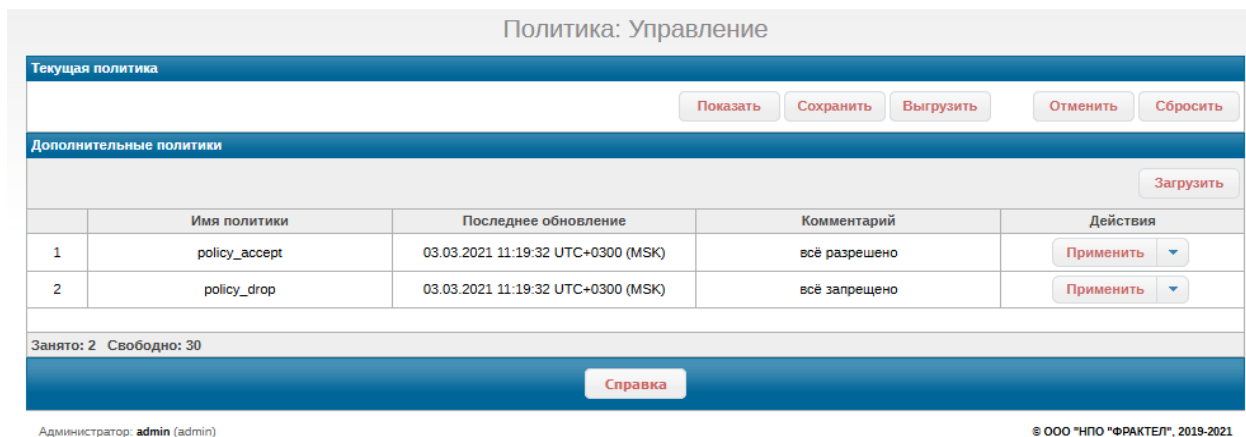 Политика: Управление
Текущая политика
Показать Сохранить Выгрузить Отменить Сбросить
Дополнительные политики
Загрузить
Имя политики Последнее обновление Комментарий Действия
1 policy_accept 03.03.2021 11:19:32 UTC+0300 (MSK) всё разрешено Применить
2 policy_drop 03.03.2021 11:19:32 UTC+0300 (MSK) всё запрещено Применить
Занято: 2 Свободно: 30
Справка
Администратор: admin (admin) © ООО "НПО "ФРАКТЕЛ", 2019-2021